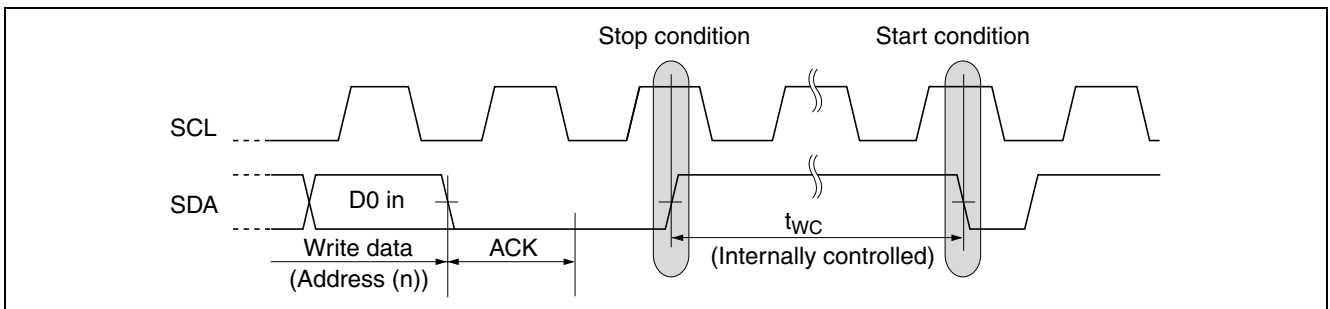 Stop condition
Start condition
SCL
SDA
D0 in
Write data
(Address (n))
ACK
tWC
(Internally controlled)